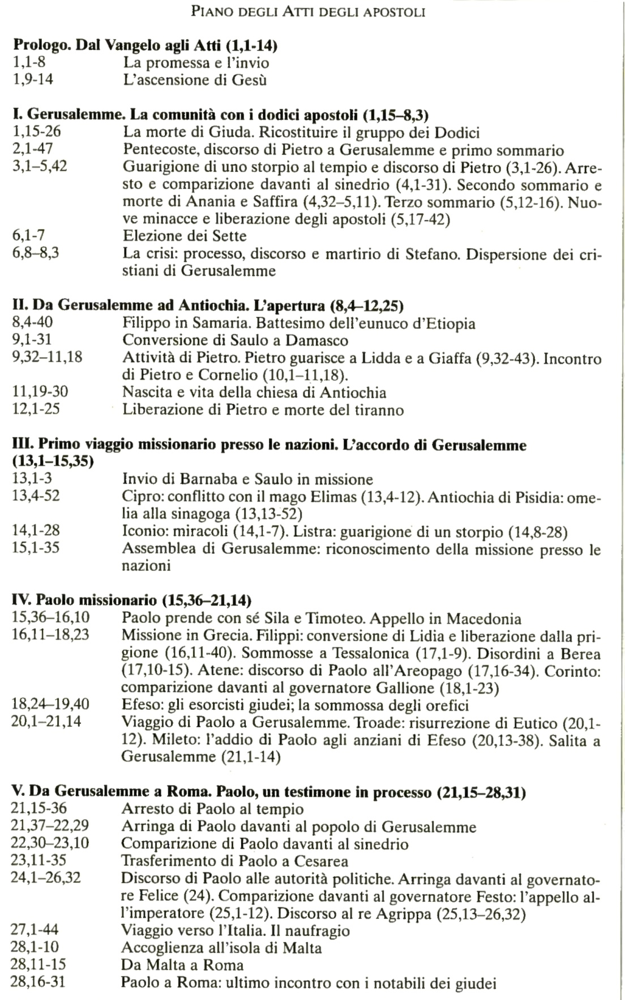 PIANO DEGLI ATTI DEGLI APOSTOLI
Prologo. Dal Vangelo agli Atti (1,1-14)
1,1-8 La promessa e l'invio
1,9-14 L'ascensione di Gesù
I. Gerusalemme. La comunità con i dodici apostoli (1,15–8,3)
1,15-26 La morte di Giuda. Ricostituire il gruppo dei Dodici
2,1-47 Pentecoste, discorso di Pietro a Gerusalemme e primo sommario
3,1–5,42 Guarigione di uno storpio al tempio e discorso di Pietro (3,1-26). Arre-
sto e comparizione davanti al sinedrio (4,1-31). Secondo sommario e
morte di Anania e Saffira (4,32–5,11). Terzo sommario (5,12-16). Nuo-
ve minacce e liberazione degli apostoli (5,17-42)
6,1-7 Elezione dei Sette
6,8–8,3 La crisi: processo, discorso e martirio di Stefano. Dispersione dei cri-
stiani di Gerusalemme
II. Da Gerusalemme ad Antiochia. L'apertura (8,4–12,25)
8,4-40 Filippo in Samaria. Battesimo dell'eunuco d'Etiopia
9,1-31 Conversione di Saulo a Damasco
9,32–11,18 Attività di Pietro. Pietro guarisce a Lidda e a Giaffa (9,32-43). Incontro
di Pietro e Cornelio (10,1–11,18).
11,19-30 Nascita e vita della chiesa di Antiochia
12,1-25 Liberazione di Pietro e morte del tiranno
III. Primo viaggio missionario presso le nazioni. L'accordo di Gerusalemme
(13,1–15,35)
13,1-3 Invio di Barnaba e Saulo in missione
13,4-52 Cipro: conflitto con il mago Elimas (13,4-12). Antiochia di Pisidia: ome-
lia alla sinagoga (13,13-52)
14,1-28 Iconio: miracoli (14,1-7). Listra: guarigione di un storpio (14,8-28)
15,1-35 Assemblea di Gerusalemme: riconoscimento della missione presso le
nazioni
IV. Paolo missionario (15,36–21,14)
15,36–16,10 Paolo prende con sé Sila e Timoteo. Appello in Macedonia
16,11–18,23 Missione in Grecia. Filippi: conversione di Lidia e liberazione dalla pri-
gione (16,11-40). Sommosse a Tessalonica (17,1-9). Disordini a Berea
(17,10-15). Atene: discorso di Paolo all'Areopago (17,16-34). Corinto:
comparizione davanti al governatore Gallione (18,1-23)
18,24–19,40 Efeso: gli esorcisti giudei; la sommossa degli orefici
20,1–21,14 Viaggio di Paolo a Gerusalemme. Troade: risurrezione di Eutico (20,1-
12). Mileto: l'addio di Paolo agli anziani di Efeso (20,13-38). Salita a
Gerusalemme (21,1-14)
V. Da Gerusalemme a Roma. Paolo, un testimone in processo (21,15–28,31)
21,15-36 Arresto di Paolo al tempio
21,37–22,29 Arringa di Paolo davanti al popolo di Gerusalemme
22,30–23,10 Comparizione di Paolo davanti al sinedrio
23,11-35 Trasferimento di Paolo a Cesarea
24,1–26,32 Discorso di Paolo alle autorità politiche. Arringa davanti al governato-
re Felice (24). Comparizione davanti al governatore Festo: l'appello al-
l'imperatore (25,1-12). Discorso al re Agrippa (25,13–26,32)
27,1-44 Viaggio verso l'Italia. Il naufragio
28,1-10 Accoglienza all'isola di Malta
28,11-15 Da Malta a Roma
28,16-31 Paolo a Roma: ultimo incontro con i notabili dei giudei